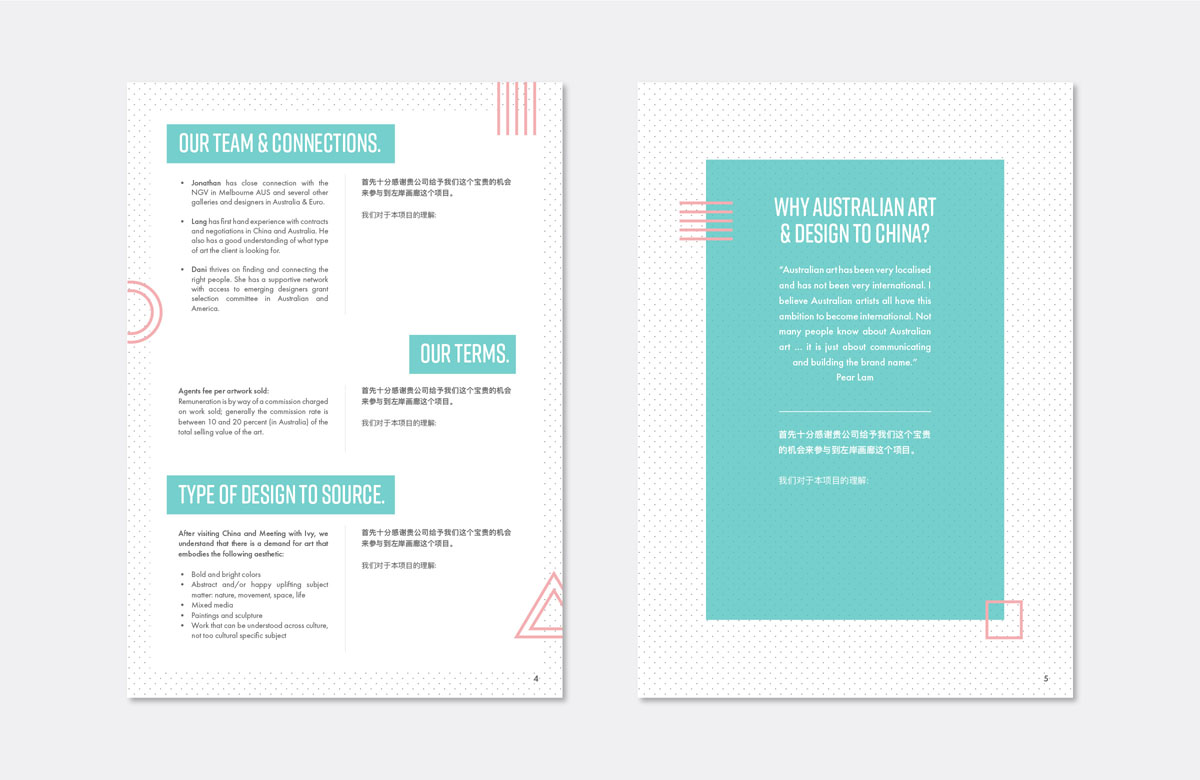 OUR TEAM & CONNECTIONS.
• Jonathan has close connection with the
NGV in Melbourne AUS and several other
galleries and designers in Australia & Euro.
• Lang has first hand experience with contracts
and negotiations in China and Australia. He
also has a good understanding of what type
of art the client is looking for.
• Dani thrives on finding and connecting the
right people. She has a supportive network
with access to emerging designers grant
selection committee in Australian and
America.
首先十分感谢贵公司给予我们这个宝贵的机会
来参与到左岸画廊这个项目。
我们对于本项目的理解:
OUR TERMS.
Agents fee per artwork sold:
Remuneration is by way of a commission charged
on work sold; generally the commission rate is
between 10 and 20 percent (in Australia) of the
total selling value of the art.
首先十分感谢贵公司给予我们这个宝贵的机会
来参与到左岸画廊这个项目。
我们对于本项目的理解:
TYPE OF DESIGN TO SOURCE.
After visiting China and Meeting with Ivy, we
understand that there is a demand for art that
embodies the following aesthetic:
• Bold and bright colors
• Abstract and/or happy uplifting subject
matter: nature, movement, space, life
• Mixed media
• Paintings and sculpture
• Work that can be understood across culture,
not too cultural specific subject
首先十分感谢贵公司给予我们这个宝贵的机会
来参与到左岸画廊这个项目。
我们对于本项目的理解:
4
WHY AUSTRALIAN ART
& DESIGN TO CHINA?
“Australian art has been very localised
and has not been very international. I
believe Australian artists all have this
ambition to become international. Not
many people know about Australian
art ... it is just about communicating
and building the brand name.”
Pear Lam
首先十分感谢贵公司给予我们这个宝贵
的机会来参与到左岸画廊这个项目。
我们对于本项目的理解:
5